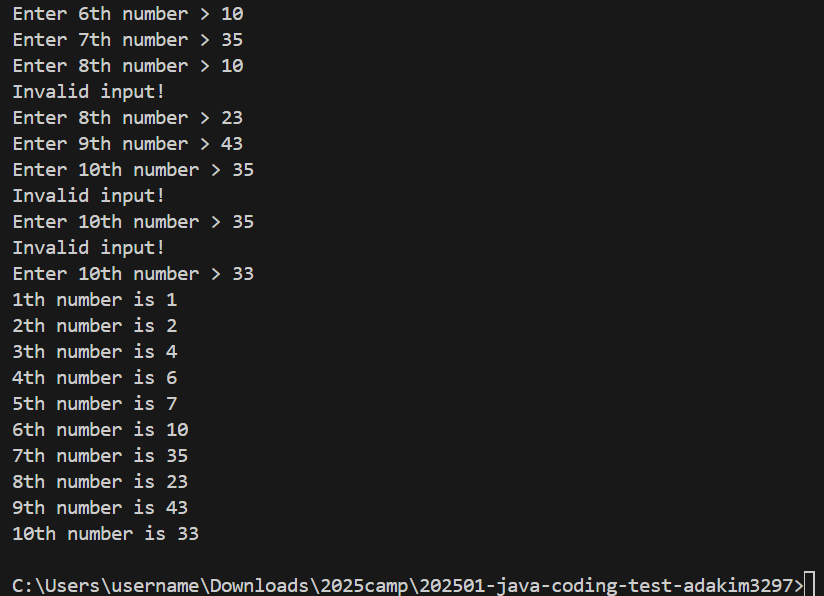 Enter 6th number > 10
Enter 7th number > 35
Enter 8th number > 10
Invalid input!
Enter 8th number > 23
Enter 9th number > 43
Enter 10th number > 35
Invalid input!
Enter 10th number > 35
Invalid input!
Enter 10th number > 33
1th number is 1
2th number is 2
3th number is 4
4th number is 6
5th number is 7
6th number is 10
7th number is 35
8th number is 23
9th number is 43
10th number is 33
C:\Users\username\Downloads\2025camp\202501-java-coding-test-adakim3297>